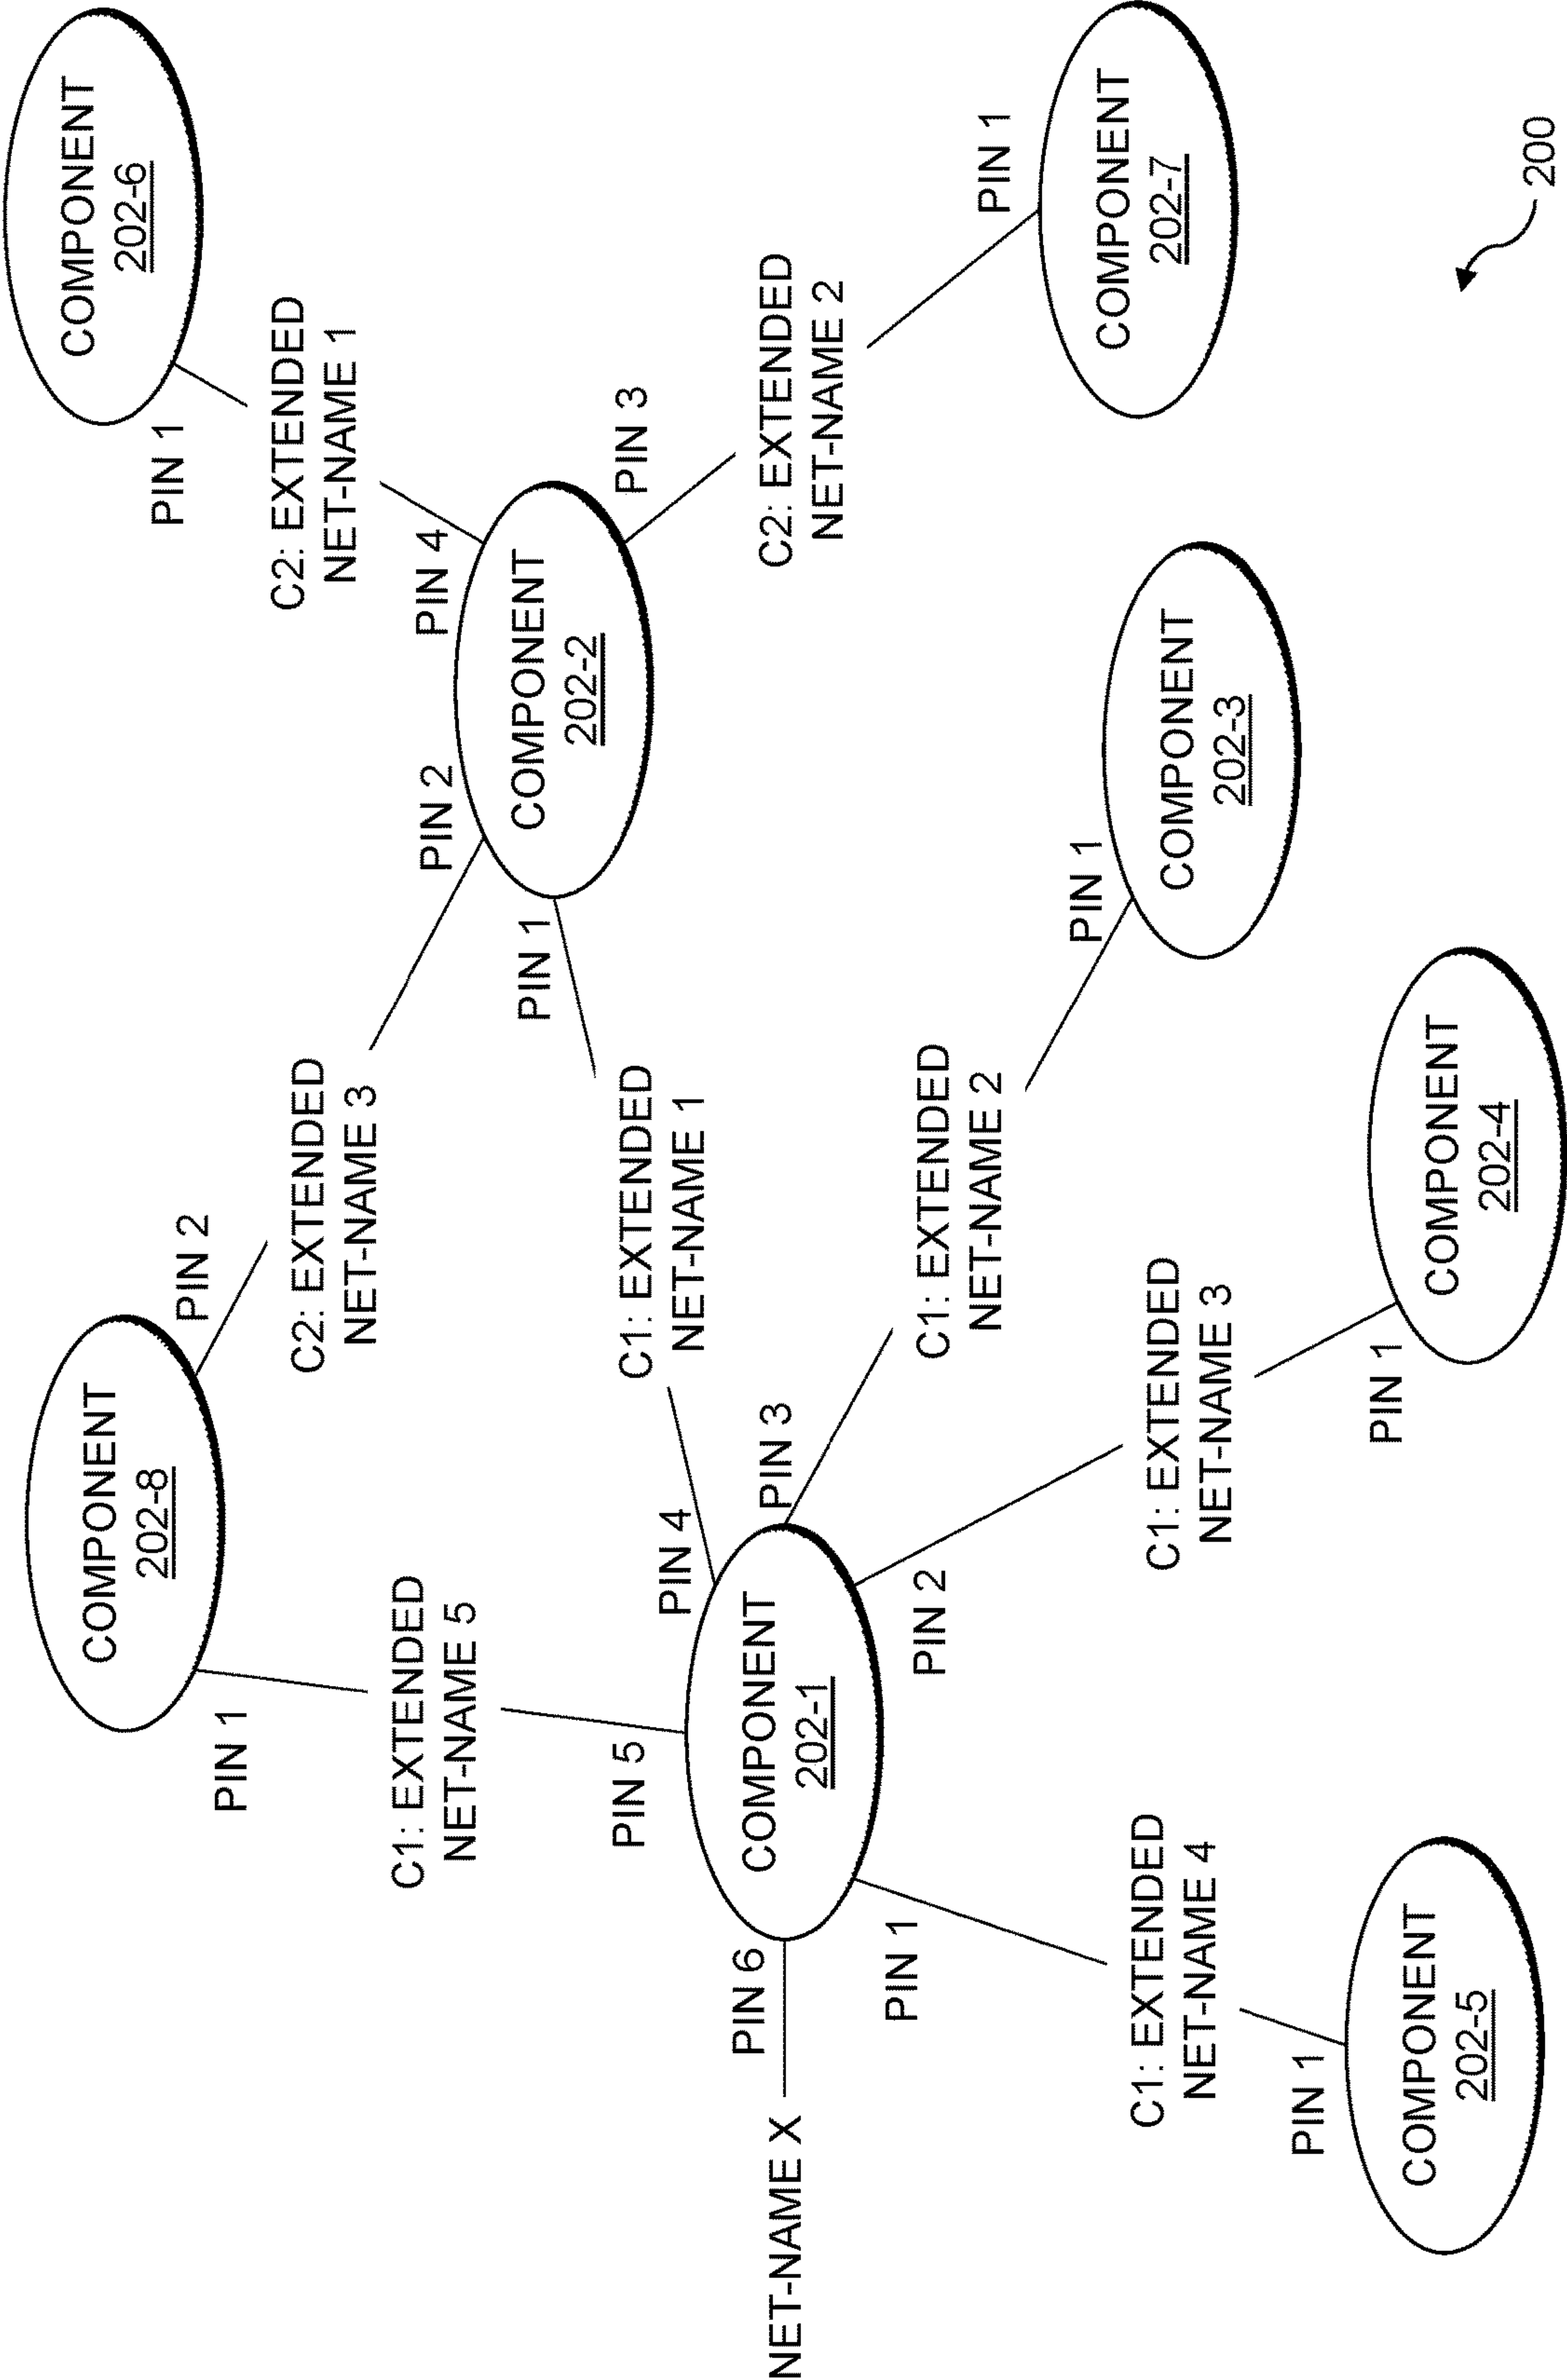 COMPONENT
202-8
PIN 1
PIN 2
C1: EXTENDED
NET-NAME 5
PIN 5
C2: EXTENDED
NET-NAME 3
PIN 2
COMPONENT
202-6
PIN 1
C2: EXTENDED
NET-NAME 1
PIN 4
COMPONENT
202-2
PIN 1
PIN 3
C1: EXTENDED
NET-NAME 1
PIN 4
C2: EXTENDED
NET-NAME 2
PIN 1
COMPONENT
202-7
NET-NAME X
PIN 6
COMPONENT
202-1
PIN 3
C1: EXTENDED
NET-NAME 2
PIN 1
COMPONENT
202-3
PIN 2
C1: EXTENDED
NET-NAME 3
PIN 1
COMPONENT
202-4
PIN 1
C1: EXTENDED
NET-NAME 4
PIN 1
COMPONENT
202-5
200